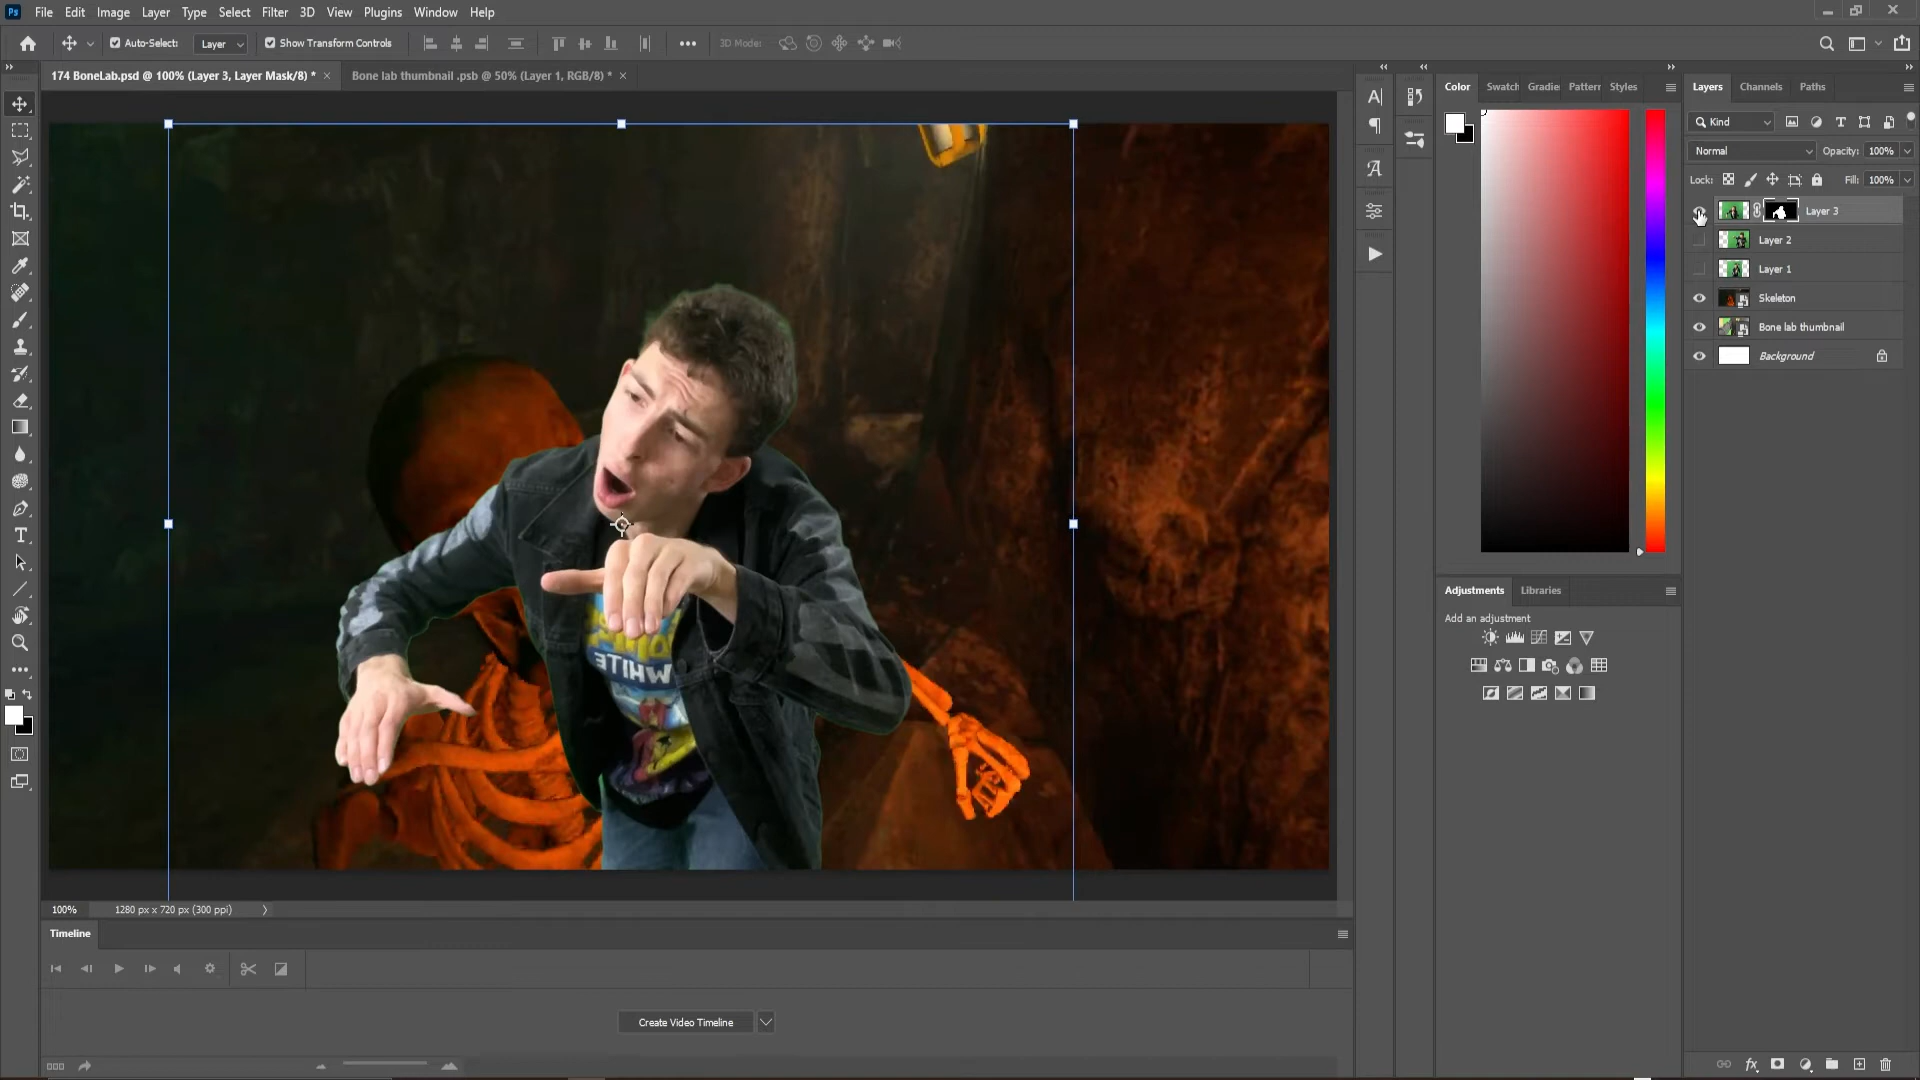 Ps File Edit Image Layer Type Select Filter 3D View Plugins Window Help
Auto-Select: Layer Show Transform Controls 3D Mode:
174 BoneLab.psd @ 100% (Layer 3, Layer Mask/8) * × Bone lab thumbnail .psb @ 50% (Layer 1, RGB/8) * ×
Color Swatch Gradie Patterr Styles
Layers Channels Paths
Kind
Normal Opacity: 100%
Lock: Fill: 100%
Layer 3
Layer 2
Layer 1
Skeleton
Bone lab thumbnail
Background
Adjustments Libraries
Add an adjustment
WHITE
100% 1280 px x 720 px (300 ppi)
Timeline
Create Video Timeline